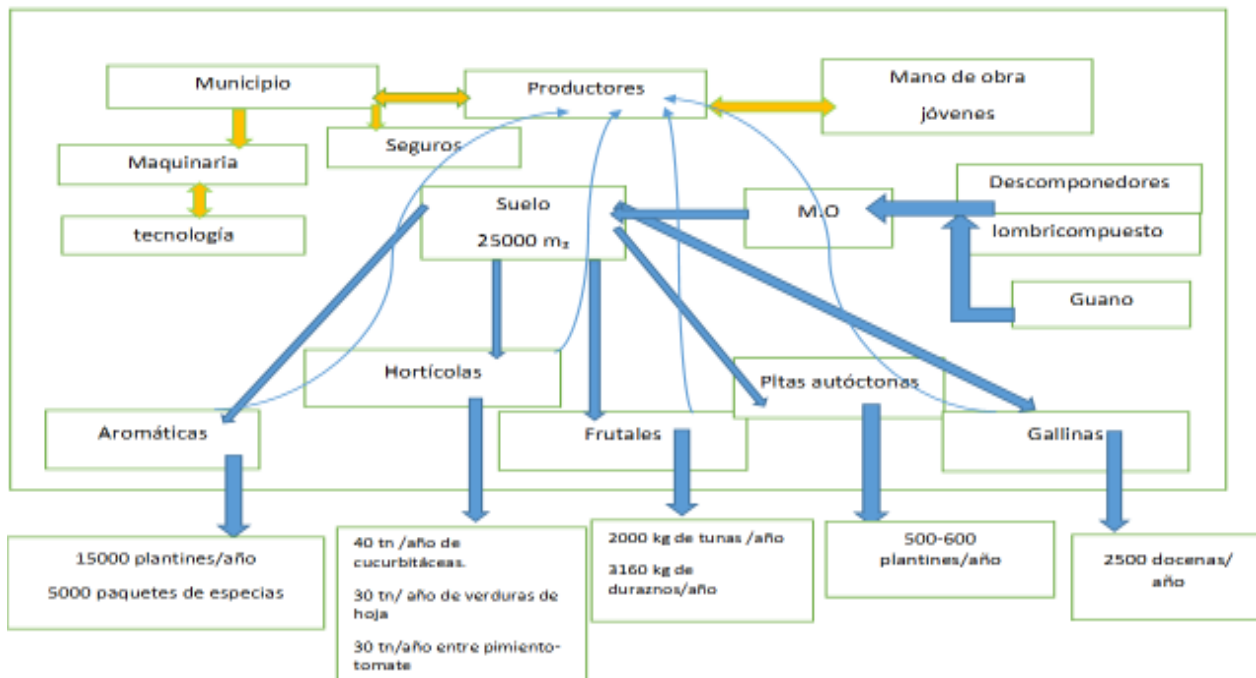 Municipio
Productores
Mano de obra
jóvenes
Seguros
Maquinaria
tecnología
Suelo
25000 m₂
M.O
Descomponedores
lombricompuesto
Guano
Hortícolas
Pltas autóctonas
Aromáticas
Frutales
Gallinas
15000 plantines/año
5000 paquetes de especias
40 tn /año de
cucurbitáceas.
30 tn/ año de verduras de
hoja
30 tn/año entre pimiento-
tomate
2000 kg de tunas /año
3160 kg de
duraznos/año
500-600
plantines/año
2500 docenas/
año